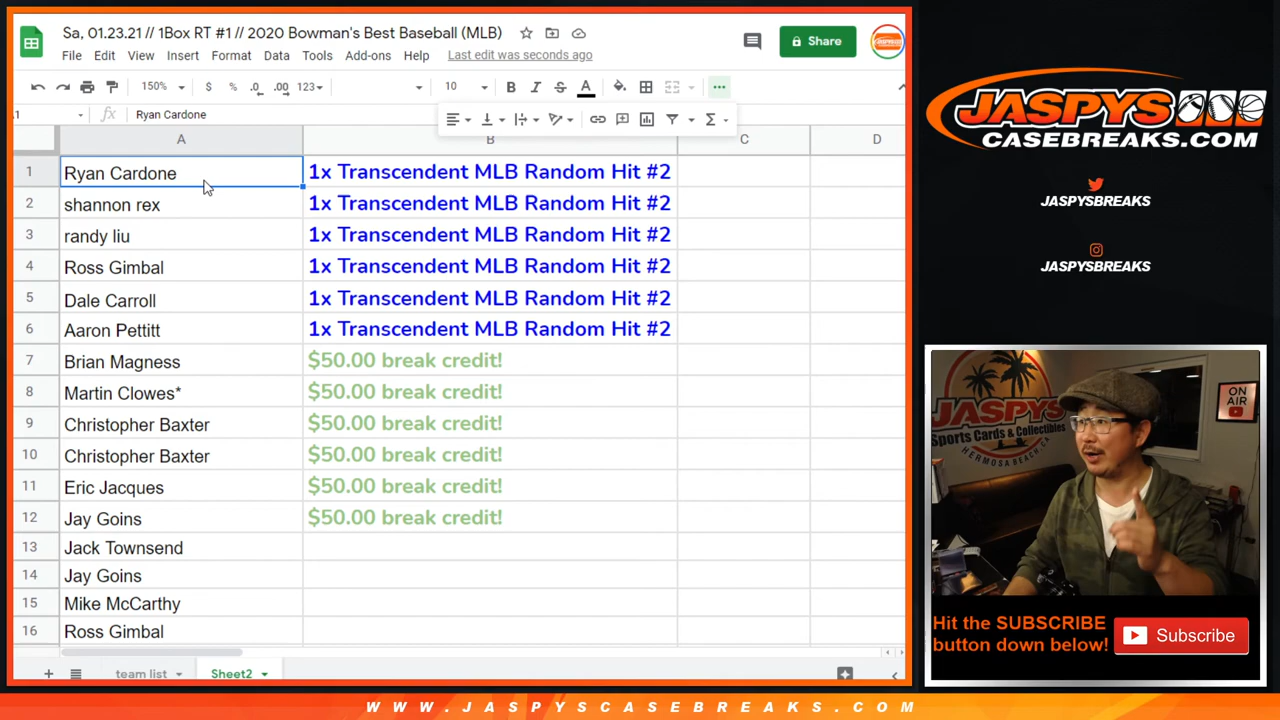 Sa, 01.23.21 // 1Box RT #1 // 2020 Bowman's Best Baseball (MLB)
File Edit View Insert Format Data Tools Add-ons Help Last edit was seconds ago
Share
150% $ % .0 .00 123 10 B I S A
1 fx Ryan Cardone
A B C D
1 Ryan Cardone 1x Transcendent MLB Random Hit #2
2 shannon rex 1x Transcendent MLB Random Hit #2
3 randy liu 1x Transcendent MLB Random Hit #2
4 Ross Gimbal 1x Transcendent MLB Random Hit #2
5 Dale Carroll 1x Transcendent MLB Random Hit #2
6 Aaron Pettitt 1x Transcendent MLB Random Hit #2
7 Brian Magness $50.00 break credit!
8 Martin Clowes* $50.00 break credit!
9 Christopher Baxter $50.00 break credit!
10 Christopher Baxter $50.00 break credit!
11 Eric Jacques $50.00 break credit!
12 Jay Goins $50.00 break credit!
13 Jack Townsend
14 Jay Goins
15 Mike McCarthy
16 Ross Gimbal
team list Sheet2
JASPYS
CASEBREAKS.COM
JASPYSBREAKS
JASPYSBREAKS
JASPYS
Sports Cards & Collectibles
HERMOSA BEACH, CA
ON
AIR
Hit the SUBSCRIBE
button down below!
Subscribe
WWW.JASPYSCASEBREAKS.COM